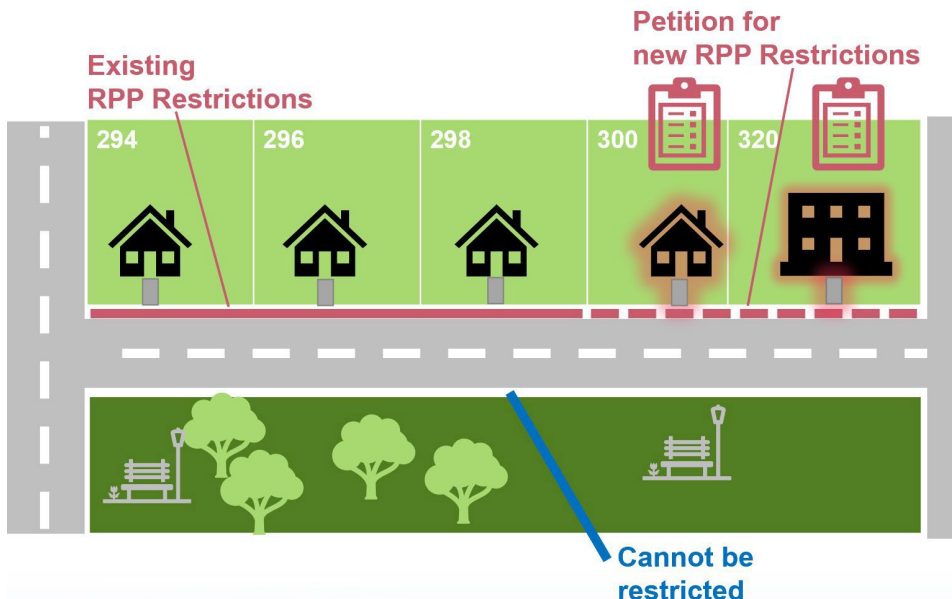 Petition for
new RPP Restrictions
Existing
RPP Restrictions
294
296
298
300
320
Cannot be
restricted